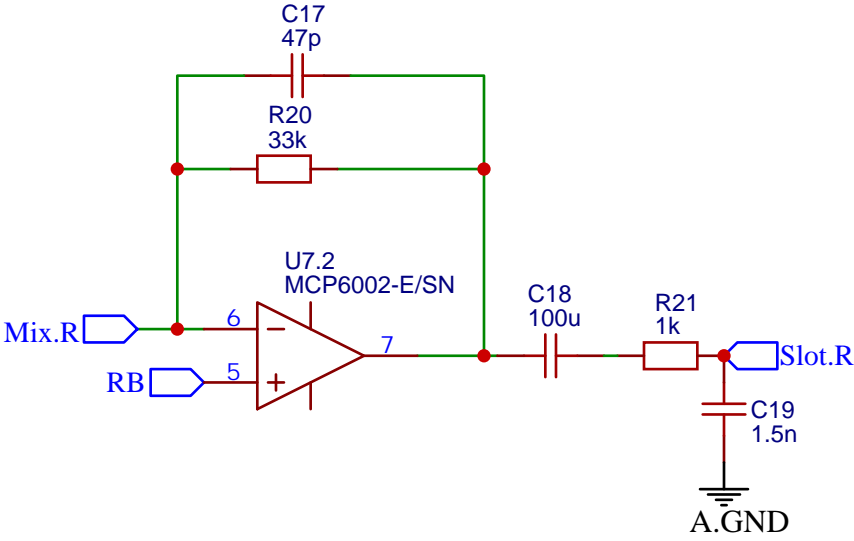 C17
47p
R20
33k
U7.2
MCP6002-E/SN
Mix.R
6
7
RB
5
C18
100u
R21
1k
Slot.R
C19
1.5n
A.GND